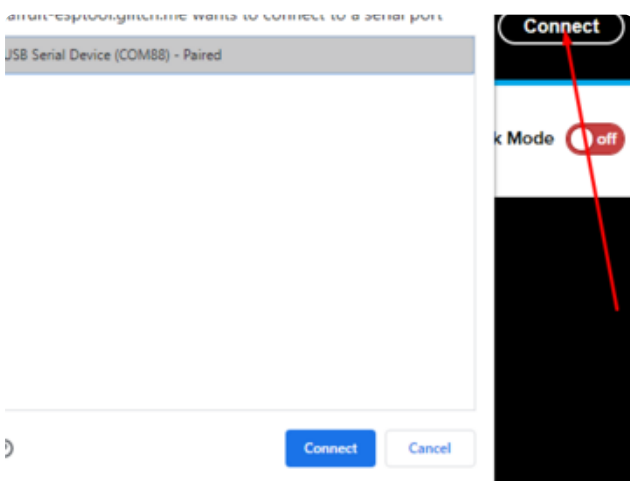 wants to connect to a serial port
USB Serial Device (COM88) - Paired
Connect
Mode
off
Connect
Cancel